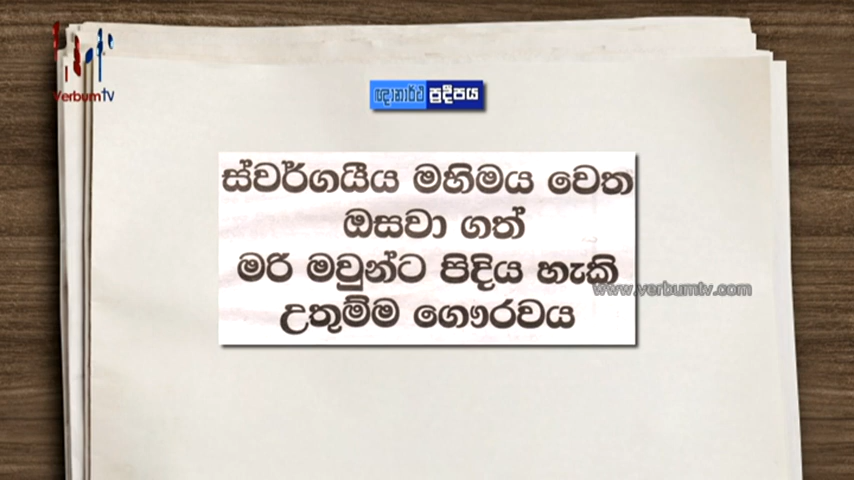 Verbum TV
ඥානාර්ථ ප්‍රදීපය
ස්වර්ගයීය මහිමය වෙත
ඔසවා ගත්
මරි මවුන්ට පිදිය හැකි
උතුම්ම ගෞරවය
www.verbumtv.com